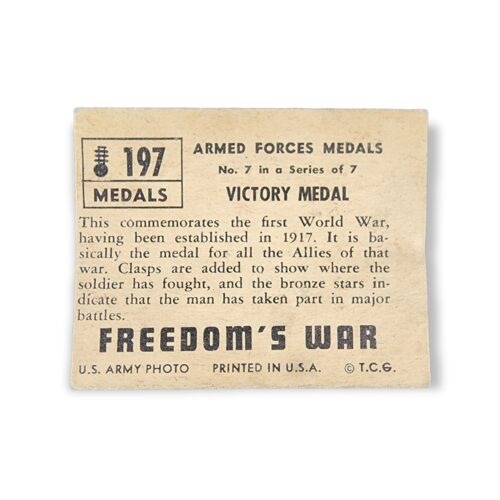 197
MEDALS
ARMED FORCES MEDALS
No. 7 in a Series of 7
VICTORY MEDAL
This commemorates the first World War,
having been established in 1917. It is ba-
sically the medal for all the Allies of that
war. Clasps are added to show where the
soldier has fought, and the bronze stars in-
dicate that the man has taken part in major
battles.
FREEDOM'S WAR
U.S. ARMY PHOTO PRINTED IN U.S.A. © T.C.G.